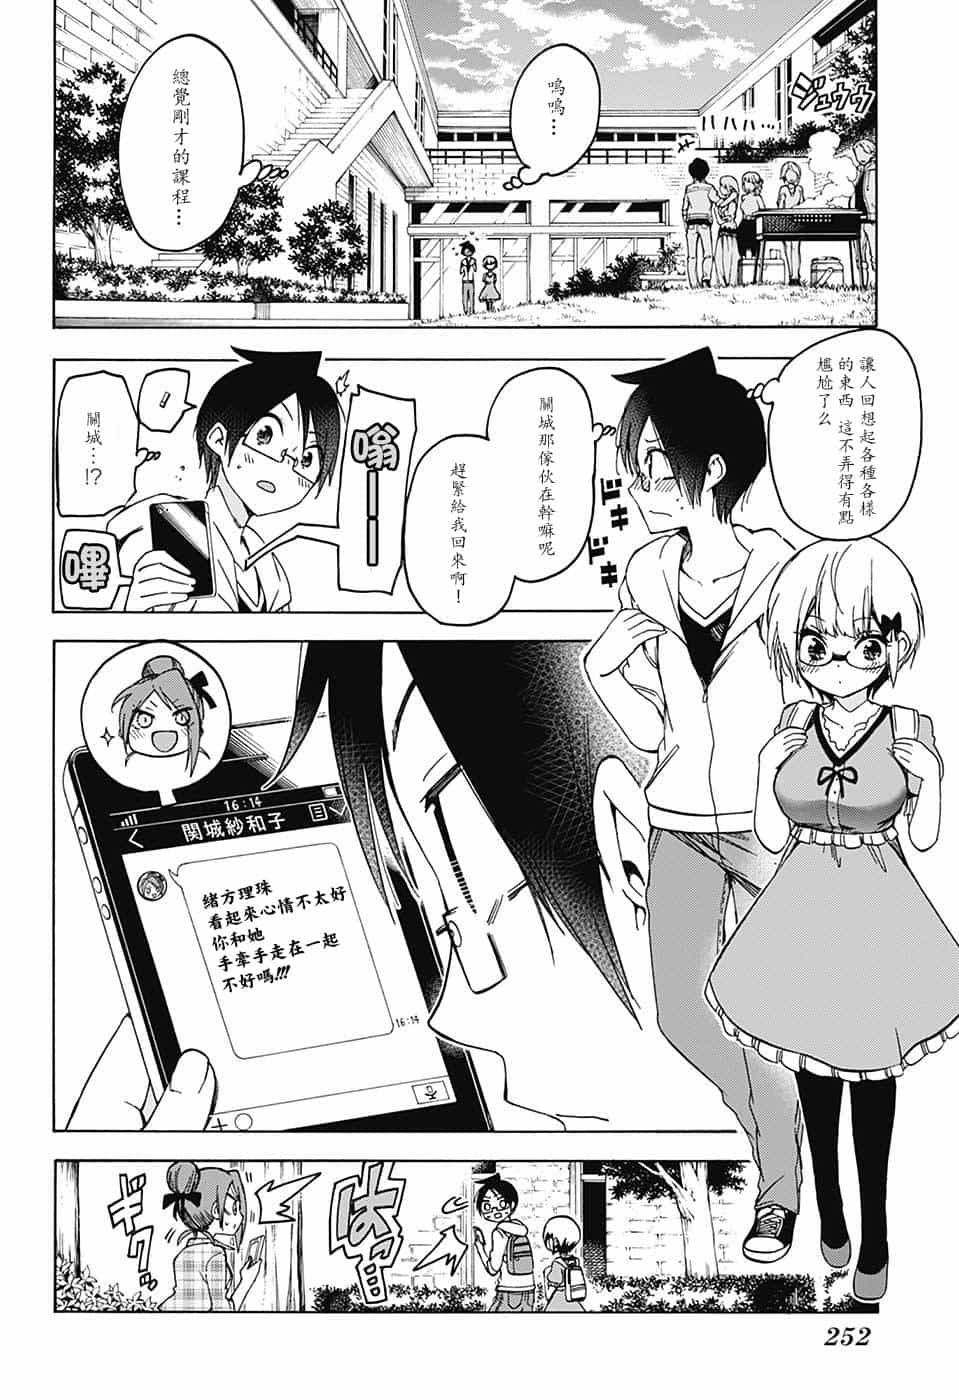 ジュウウ
ハハハ…
嗚嗚…
總覺剛才的課程…
讓人回想起各種各樣
的東西 這不弄得有點
尷尬了么
ジュキ
ジュキ
關城那傢伙在幹嘛呢
趕緊給我回來啊！
嗡——
！
關城…!?
嗶
16:14
関城紗和子
緒方理珠
看起來心情不太好
你和她
手牽手走在一起
不好嗎!!!
16:14
はっ…
ギクッ
252